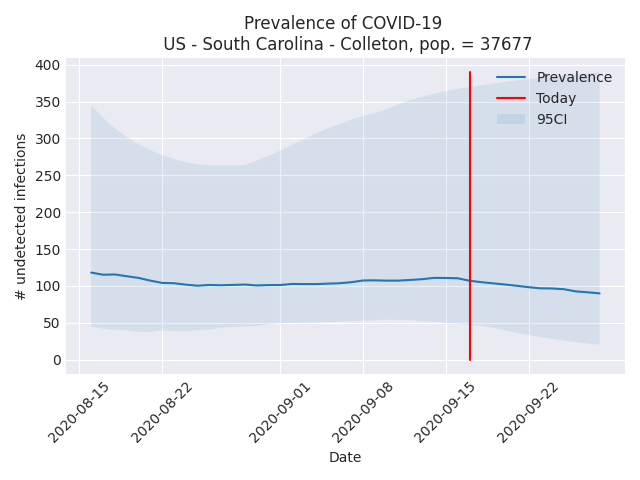 Prevalence of COVID-19
US - South Carolina - Colleton, pop. = 37677
# undetected infections
400
350
300
250
200
150
100
50
0
Prevalence
Today
95CI
2020-08-15
2020-08-22
2020-09-01
2020-09-08
2020-09-15
2020-09-22
Date